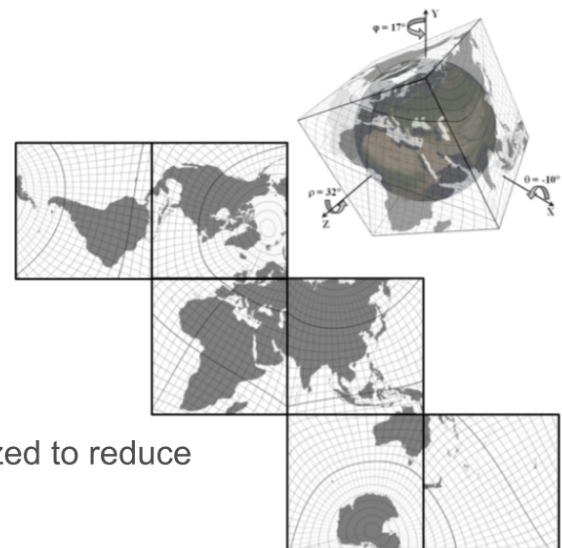 φ = 17°
Y
θ = -10°
X
ρ = 32°
Z
zed to reduce